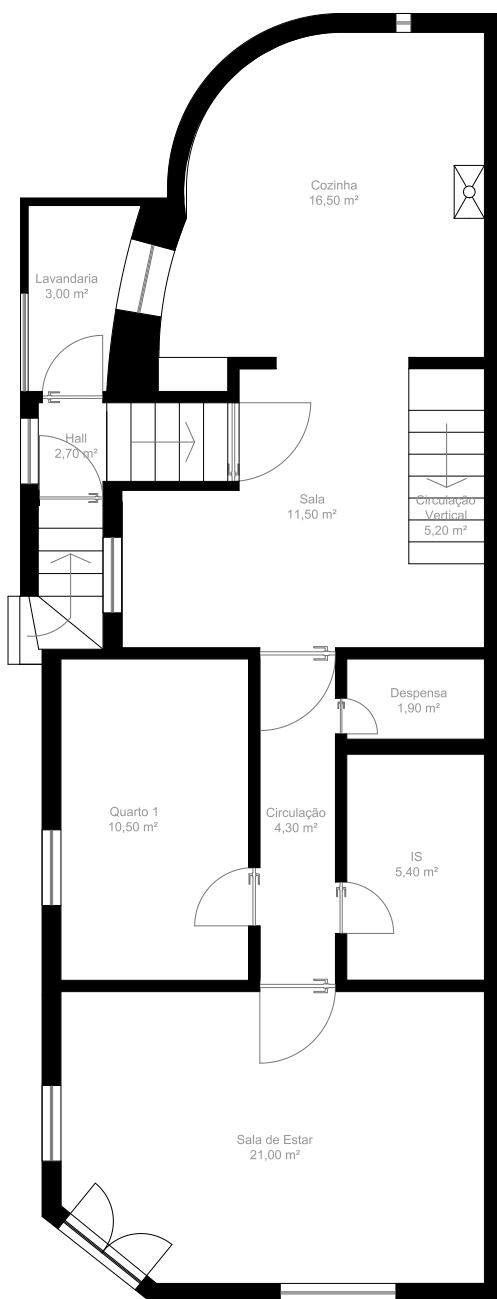 Cozinha
16,50 m²
Lavandaria
3,00 m²
Hall
2,70 m²
Sala
11,50 m²
Circulação
Vertical
5,20 m²
Despensa
1,90 m²
Quarto 1
10,50 m²
Circulação
4,30 m²
IS
5,40 m²
Sala de Estar
21,00 m²